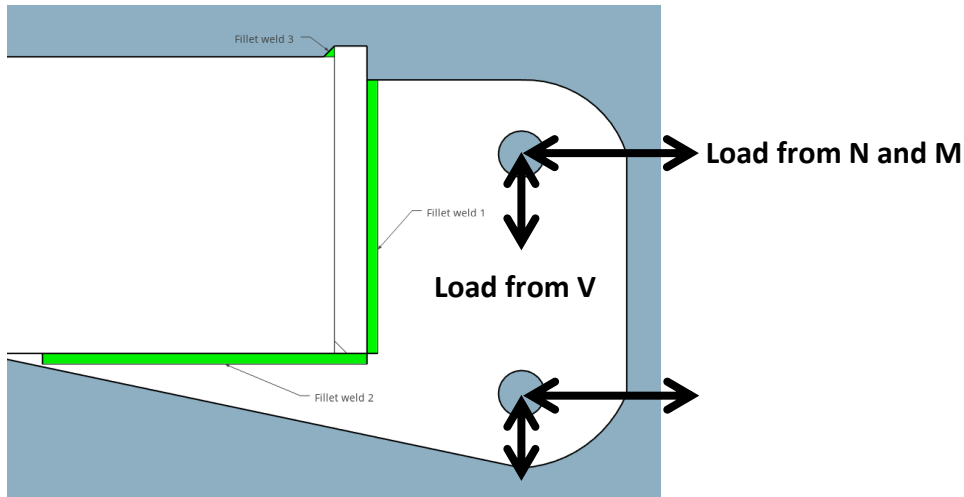 Fillet weld 3
Load from N and M
Fillet weld 1
Load from V
Fillet weld 2